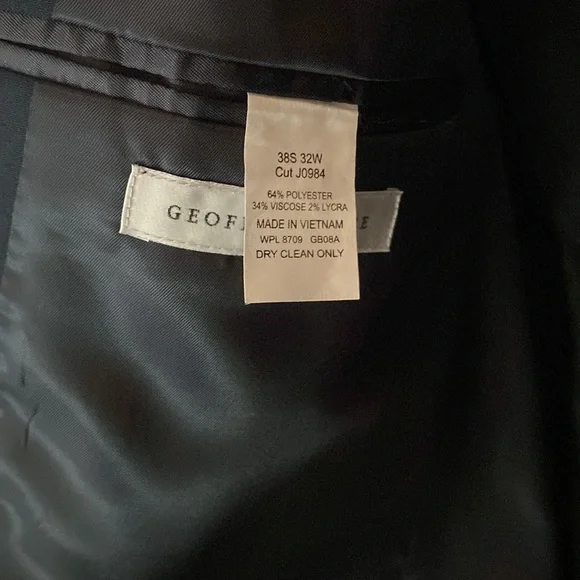 38S 32W
Cut J0984
64% POLYESTER
34% VISCOSE 2% LYCRA
MADE IN VIETNAM
WPL 8709 GB08A
DRY CLEAN ONLY